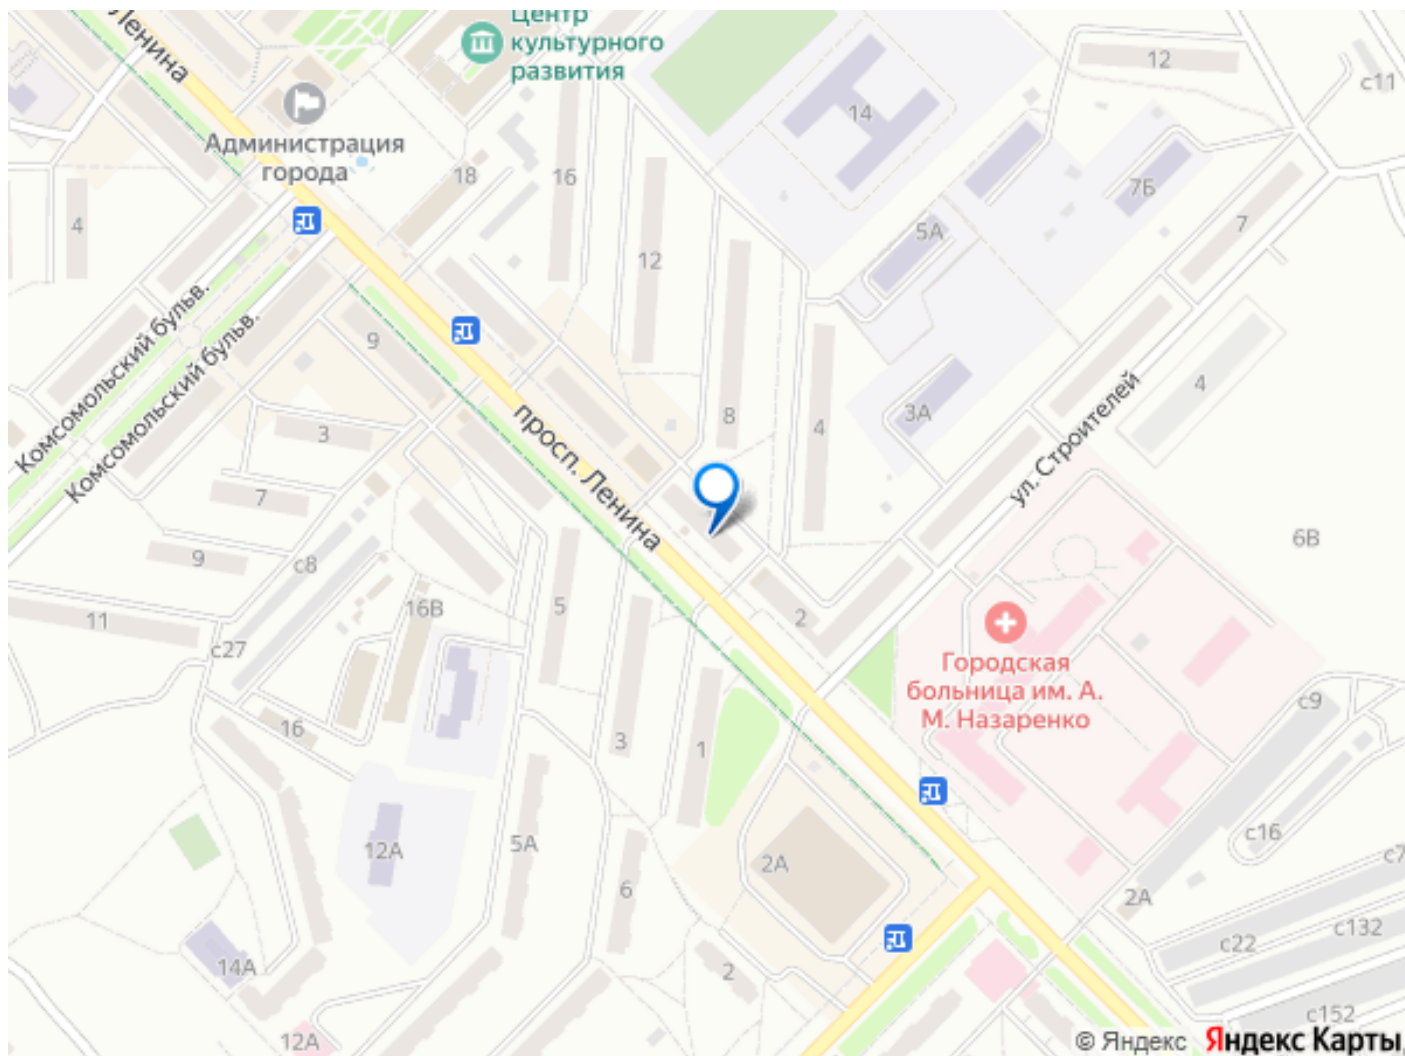 Центр
культурного
развития
Ленина
Администрация
города
12
с11
14
18
16
7Б
4
5А
7
12
Комсомольский бульв.
Комсомольский бульв.
9
просп. Ленина
8
4
3А
4
ул. Строителей
3
7
9
с8
6В
11
16В
5
2
с27
Городская
больница им. А.
М. Назаренко
16
3
1
с9
12А
5А
2А
с16
с7
6
2А
14А
2
с22
с132
12А
с152
© Яндекс Яндекс Карты